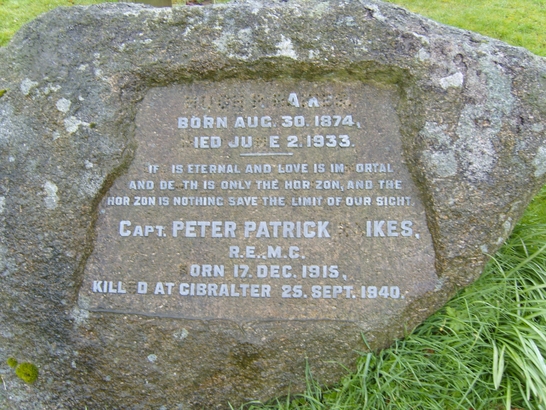 BORN AUG. 30. 1874,
IED JU E 2. 1933.
IF IS ETERNAL AND LOVE IS IM ORTAL
AND DE TH IS ONLY THE HOR ZON, AND THE
HOR ZON IS NOTHING SAVE THE LIMIT OF OUR SIGHT.
CAPT. PETER PATRICK IKES,
R.E.,M.C.
ORN 17. DEC. 1915,
KILL D AT GIBRALTER 25. SEPT. 1940.